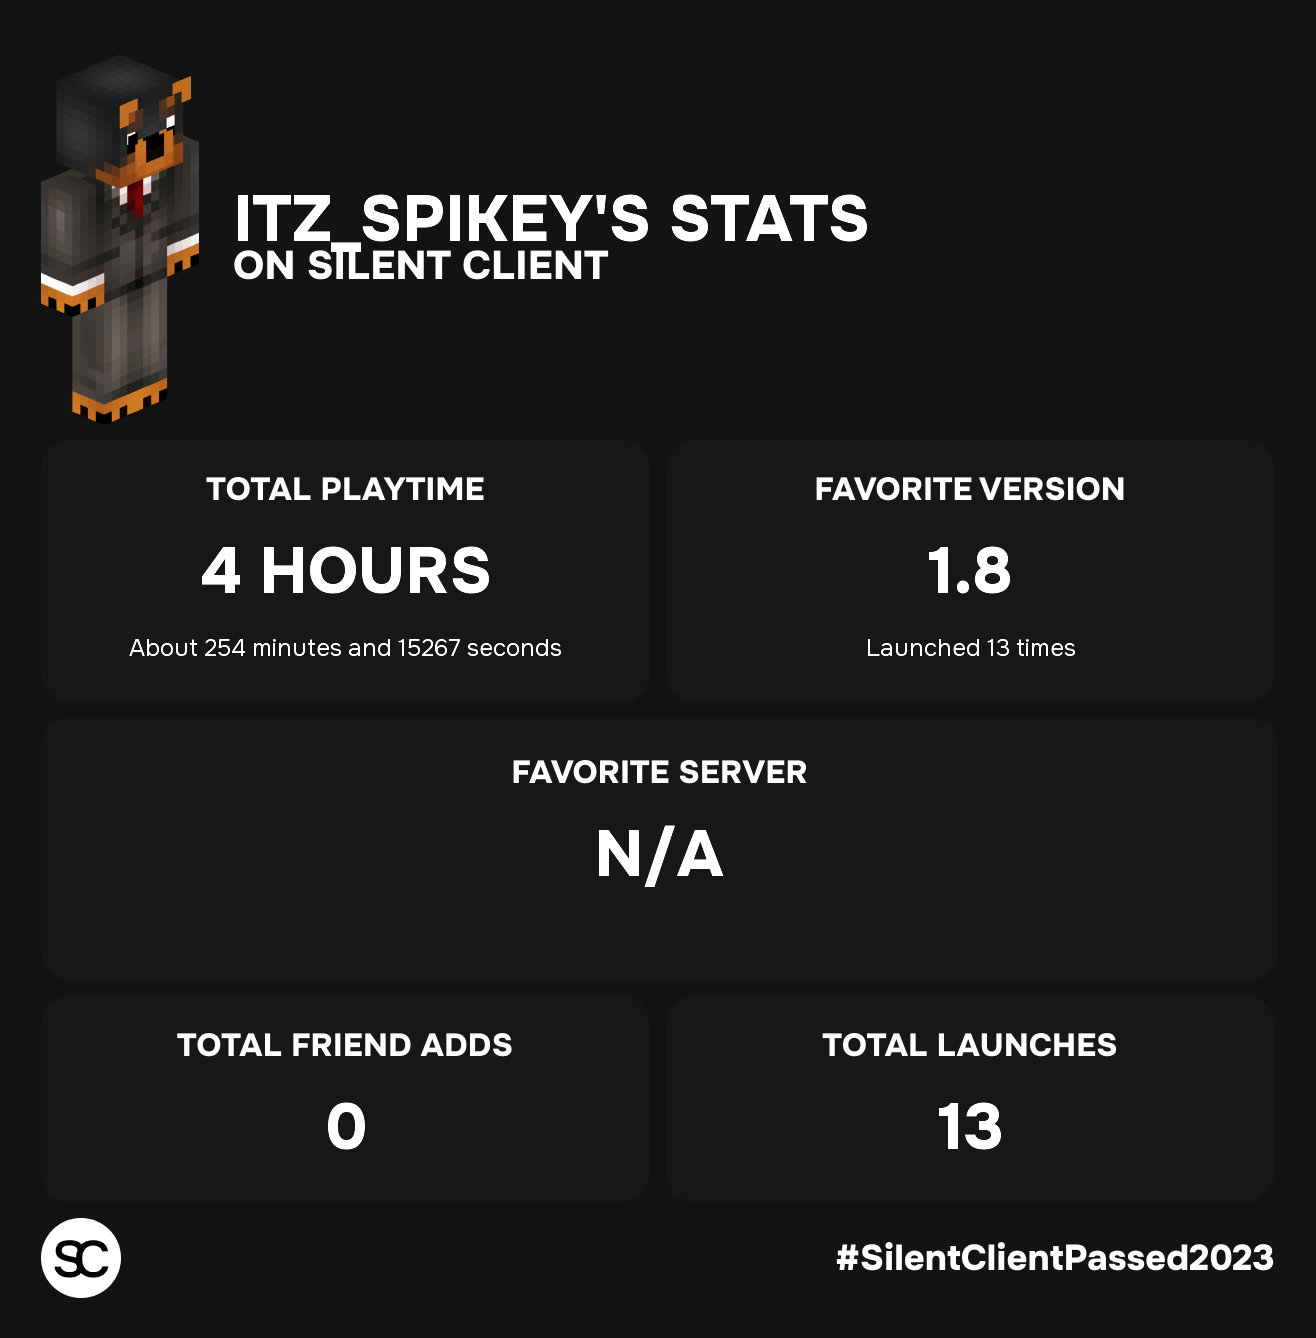 ITZ_SPIKEY'S STATS
ON SILENT CLIENT
TOTAL PLAYTIME
4 HOURS
About 254 minutes and 15267 seconds
FAVORITE VERSION
1.8
Launched 13 times
FAVORITE SERVER
N/A
TOTAL FRIEND ADDS
0
TOTAL LAUNCHES
13
SC
#SilentClientPassed2023